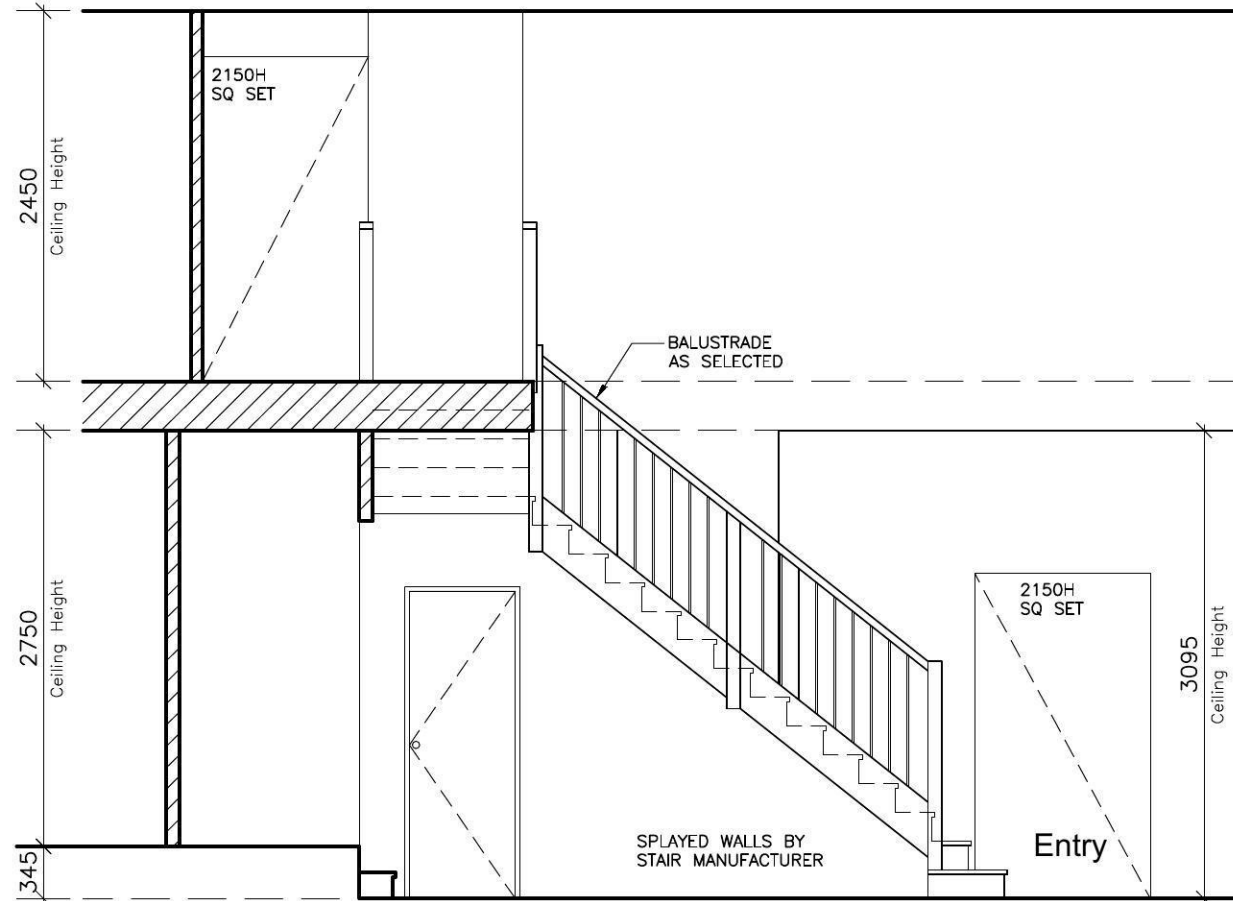 2150H
SQ SET
2450
Ceiling Height
BALUSTRADE
AS SELECTED
2750
Ceiling Height
2150H
SQ SET
3095
Ceiling Height
SPLAYED WALLS BY
STAIR MANUFACTURER
Entry
345